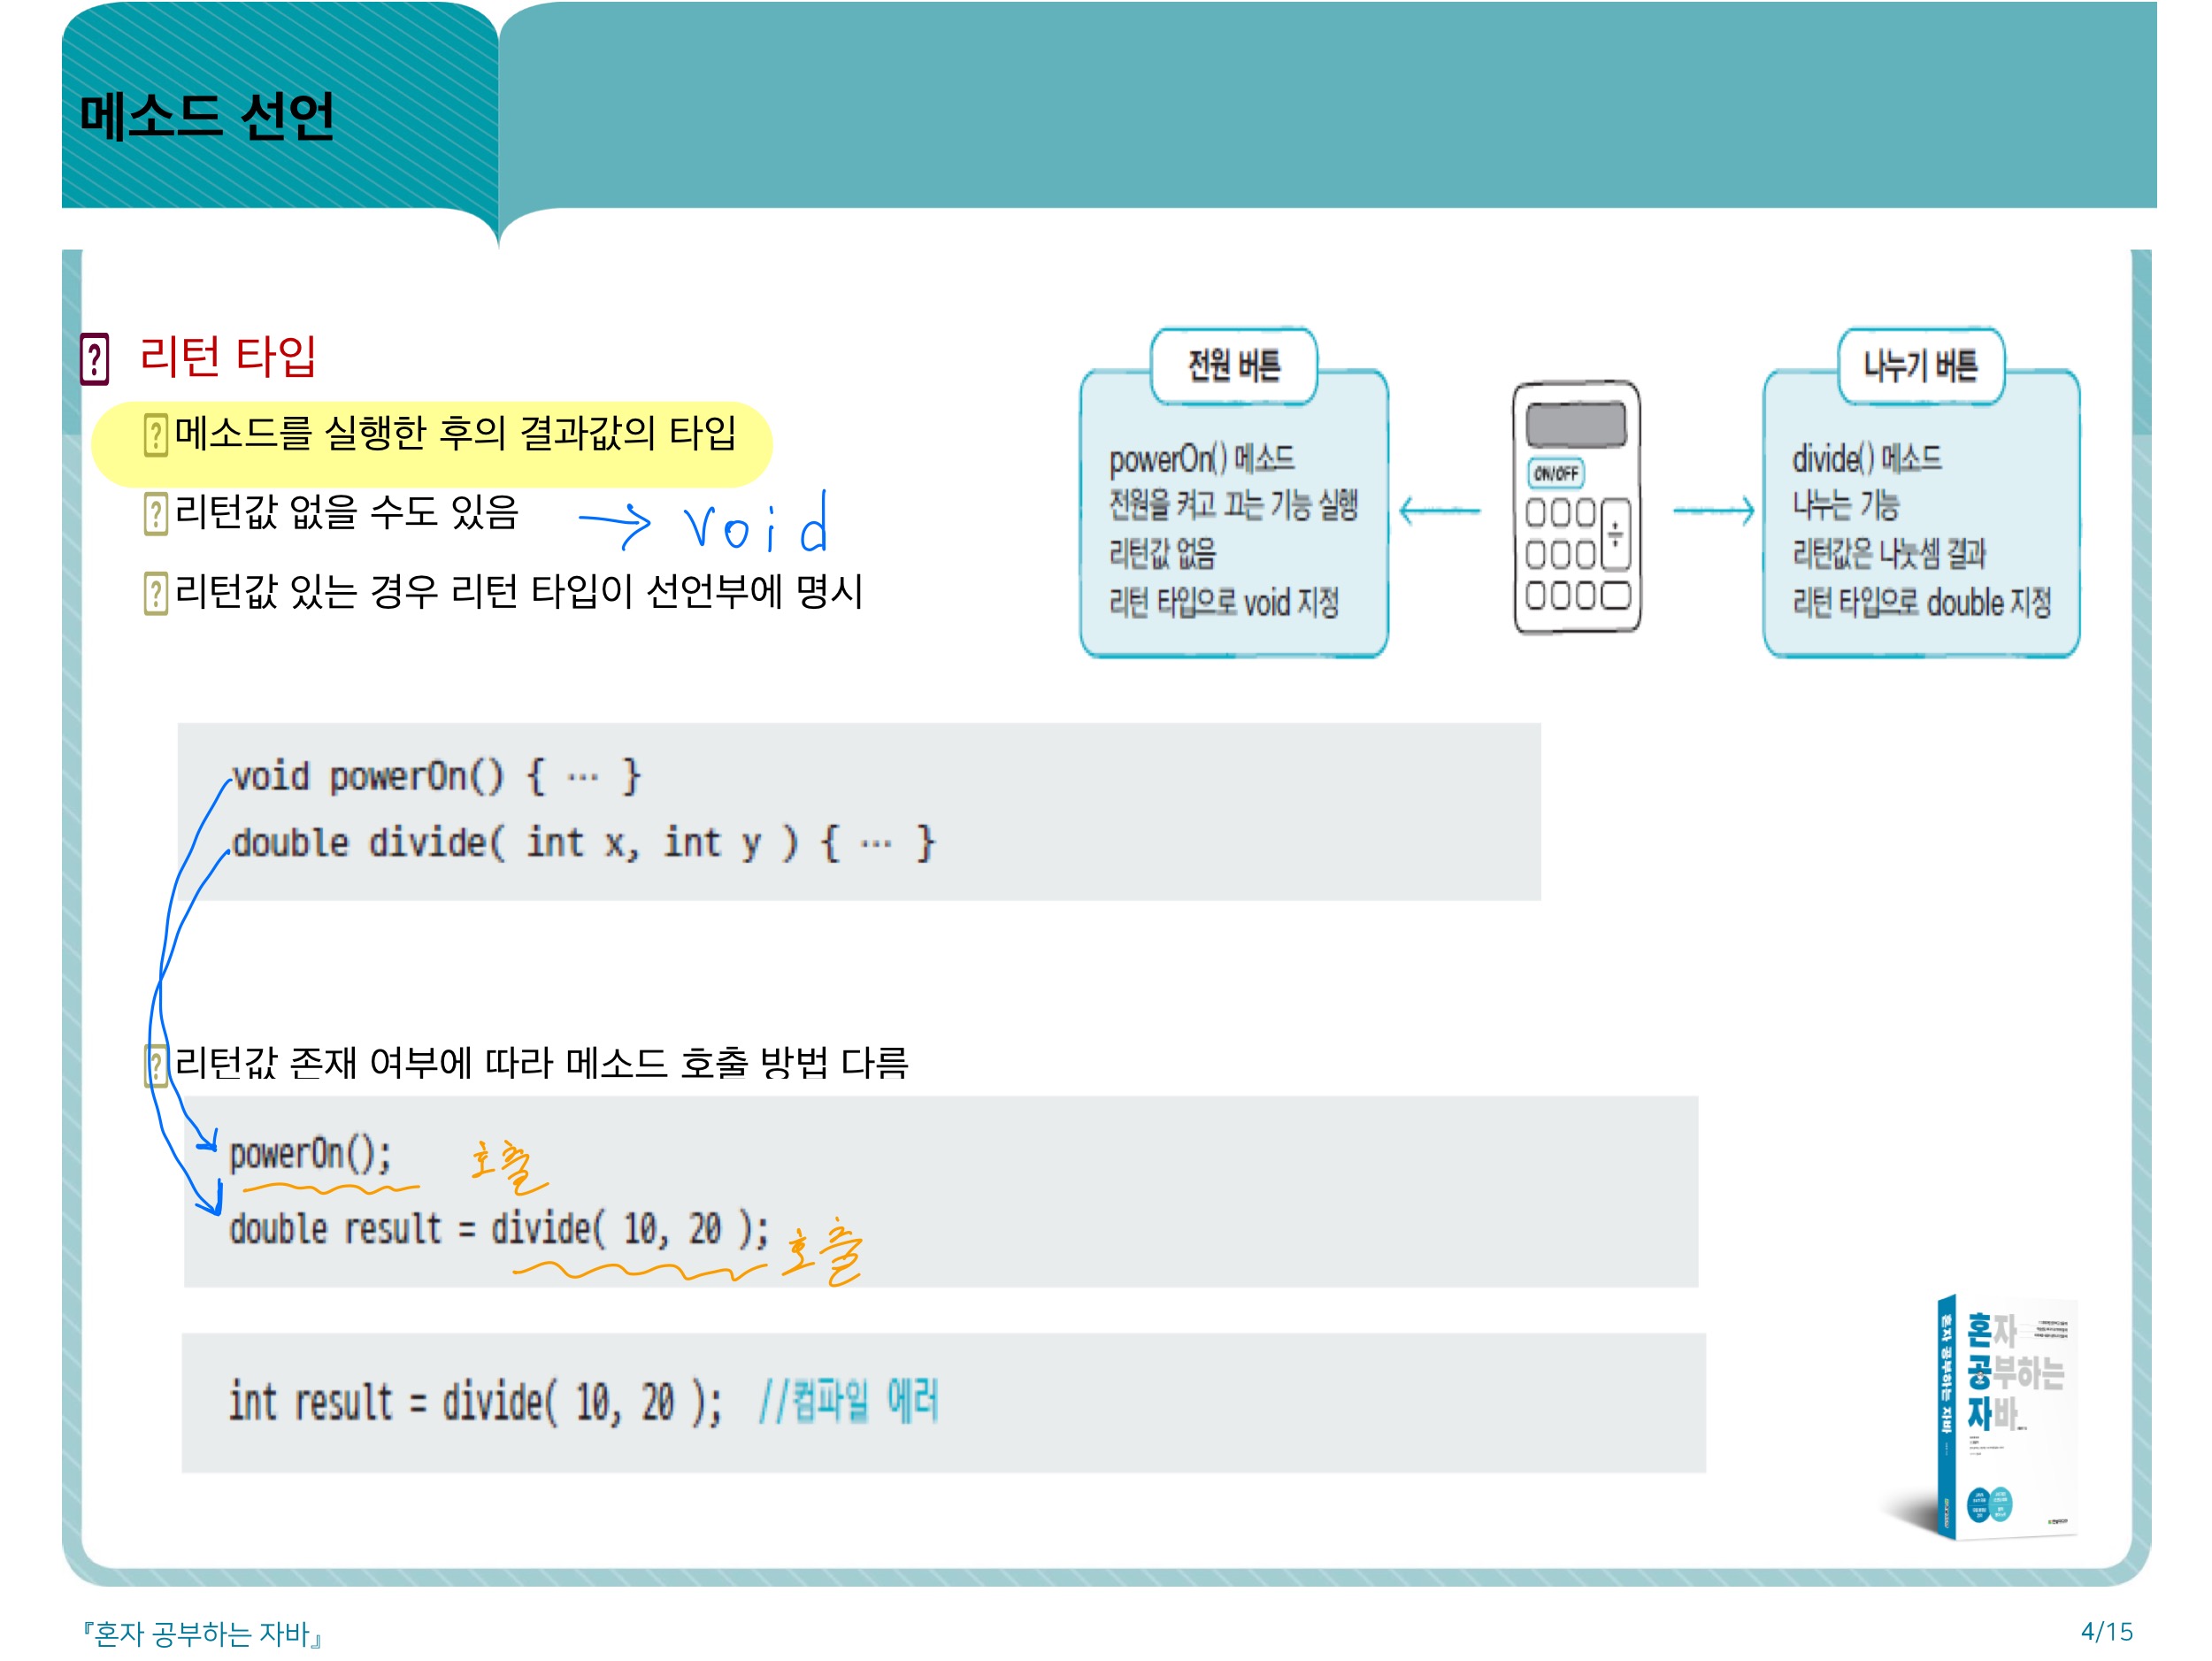 메소드 선언
리턴 타입
메소드를 실행한 후의 결과값의 타입
리턴값 없을 수도 있음 → void
리턴값 있는 경우 리턴 타입이 선언부에 명시
전원 버튼
powerOn() 메소드
전원을 켜고 끄는 기능 실행
리턴값 없음
리턴 타입으로 void 지정
ON/OFF
÷
나누기 버튼
divide() 메소드
나누는 기능
리턴값은 나눗셈 결과
리턴 타입으로 double 지정
void powerOn() { ··· }
double divide( int x, int y ) { ··· }
리턴값 존재 여부에 따라 메소드 호출 방법 다름
powerOn(); 호출
double result = divide( 10, 20 ); 호출
int result = divide( 10, 20 ); //컴파일 에러
혼자 공부하는 자바
혼자
공부하는
자바
『혼자 공부하는 자바』
4/15